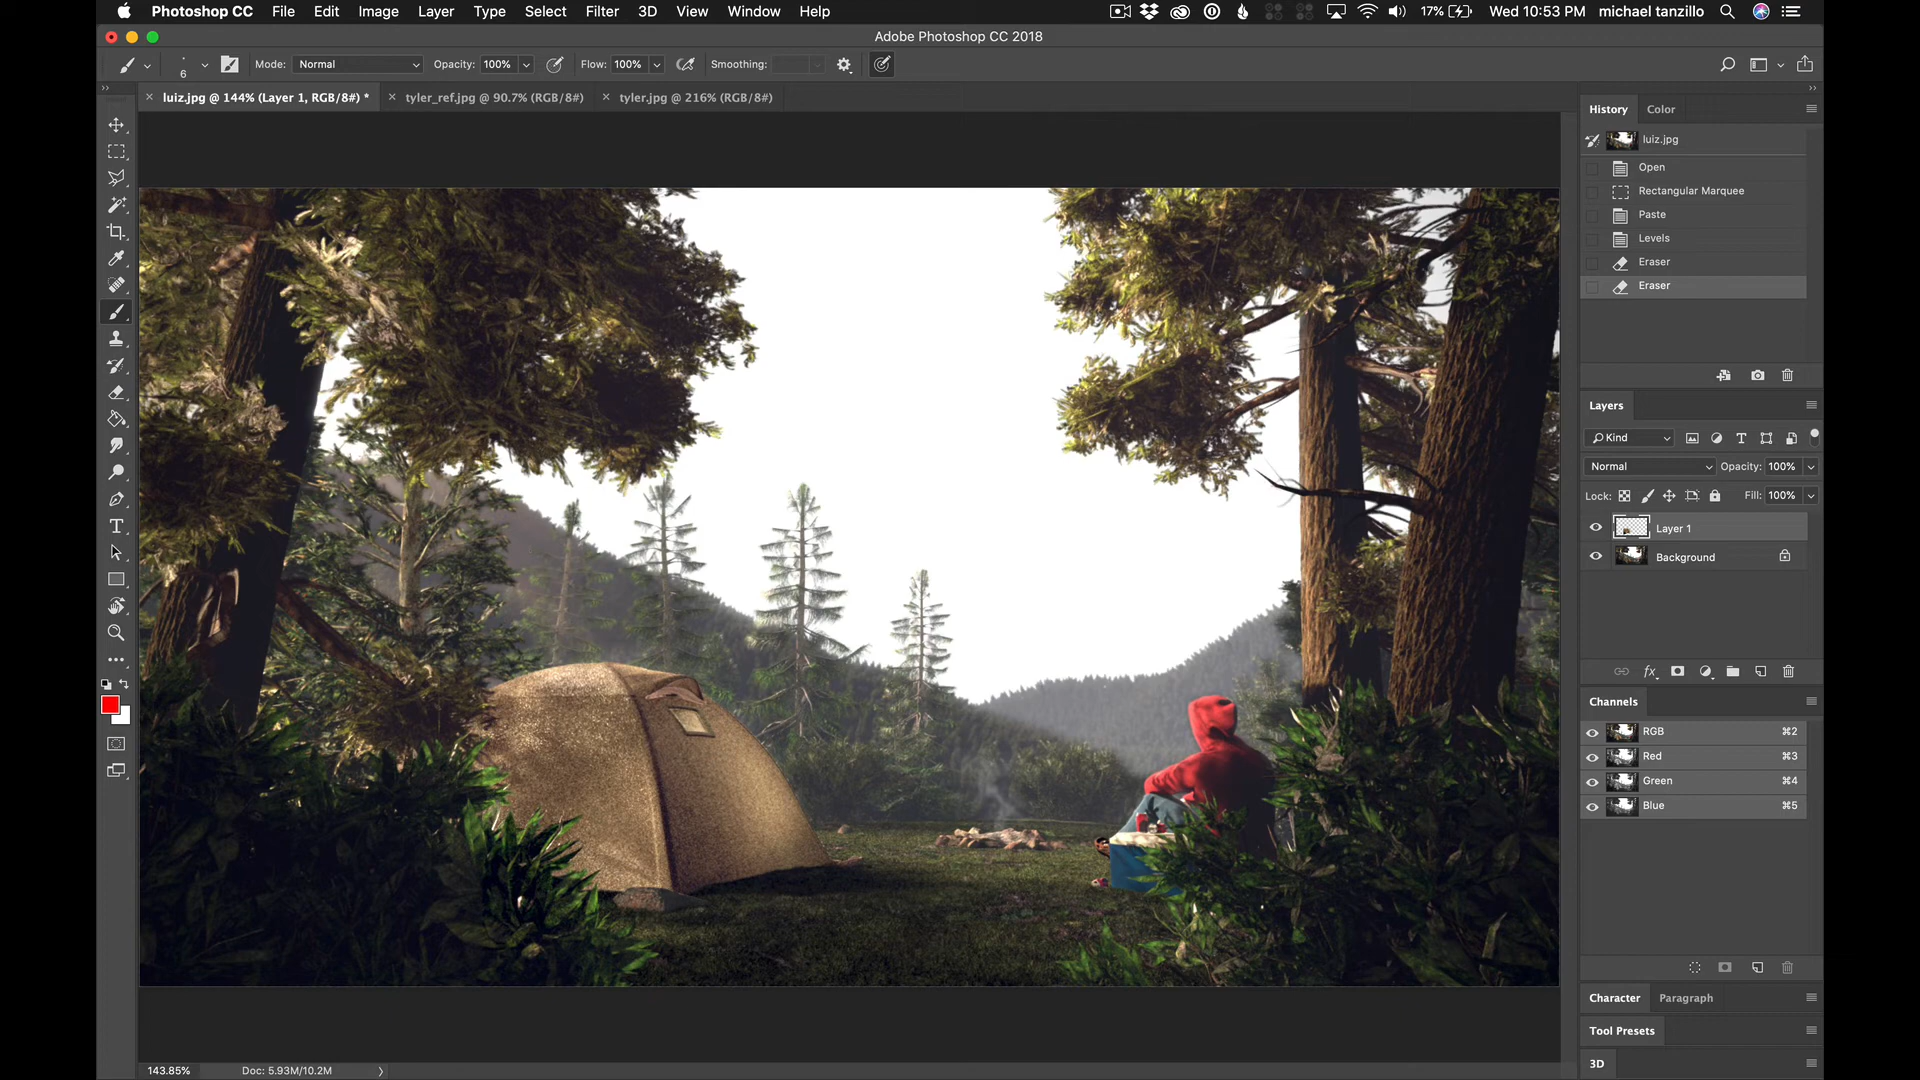 Photoshop CC File Edit Image Layer Type Select Filter 3D View Window Help 17% Wed 10:53 PM michael tanzillo
Adobe Photoshop CC 2018
6 Mode: Normal Opacity: 100% Flow: 100% Smoothing:
luiz.jpg @ 144% (Layer 1, RGB/8#) * tyler_ref.jpg @ 90.7% (RGB/8#) tyler.jpg @ 216% (RGB/8#)
History Color
luiz.jpg
Open
Rectangular Marquee
Paste
Levels
Eraser
Eraser
Layers
Kind
Normal Opacity: 100%
Lock: Fill: 100%
Layer 1
Background
fx
Channels
RGB ⌘2
Red ⌘3
Green ⌘4
Blue ⌘5
Character Paragraph
Tool Presets
3D
143.85% Doc: 5.93M/10.2M